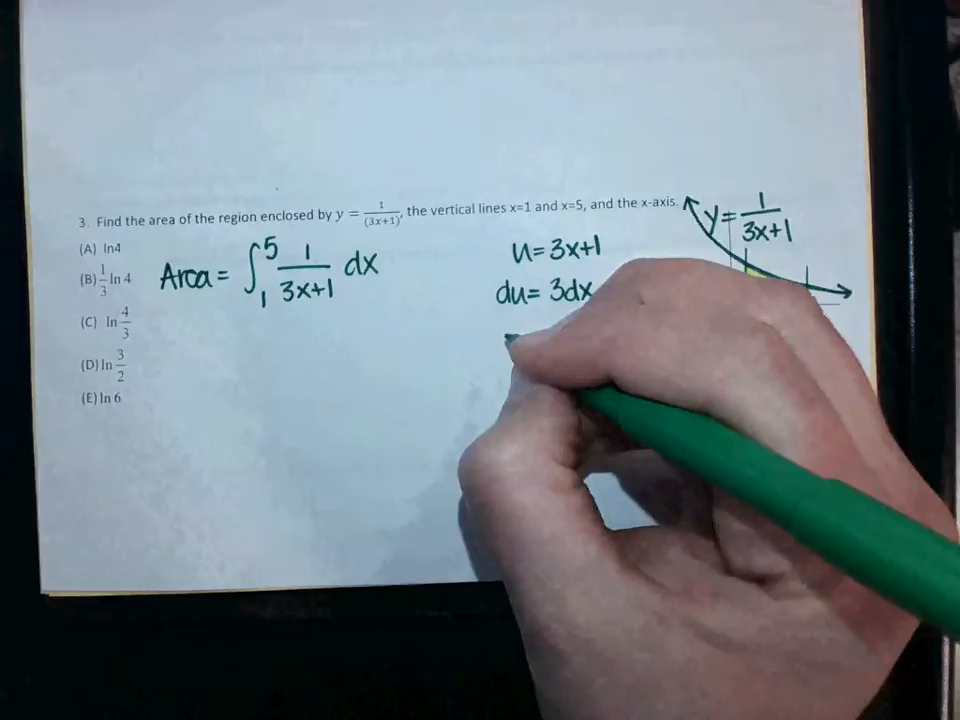 3. Find the area of the region enclosed by y = 1/(3x+1), the vertical lines x=1 and x=5, and the x-axis.
(A) ln4
(B) 1/3 ln 4
(C) ln 4/3
(D) ln 3/2
(E) ln 6
Area = ∫₁⁵ 1/(3x+1) dx
u = 3x+1
du = 3dx
y = 1/(3x+1)